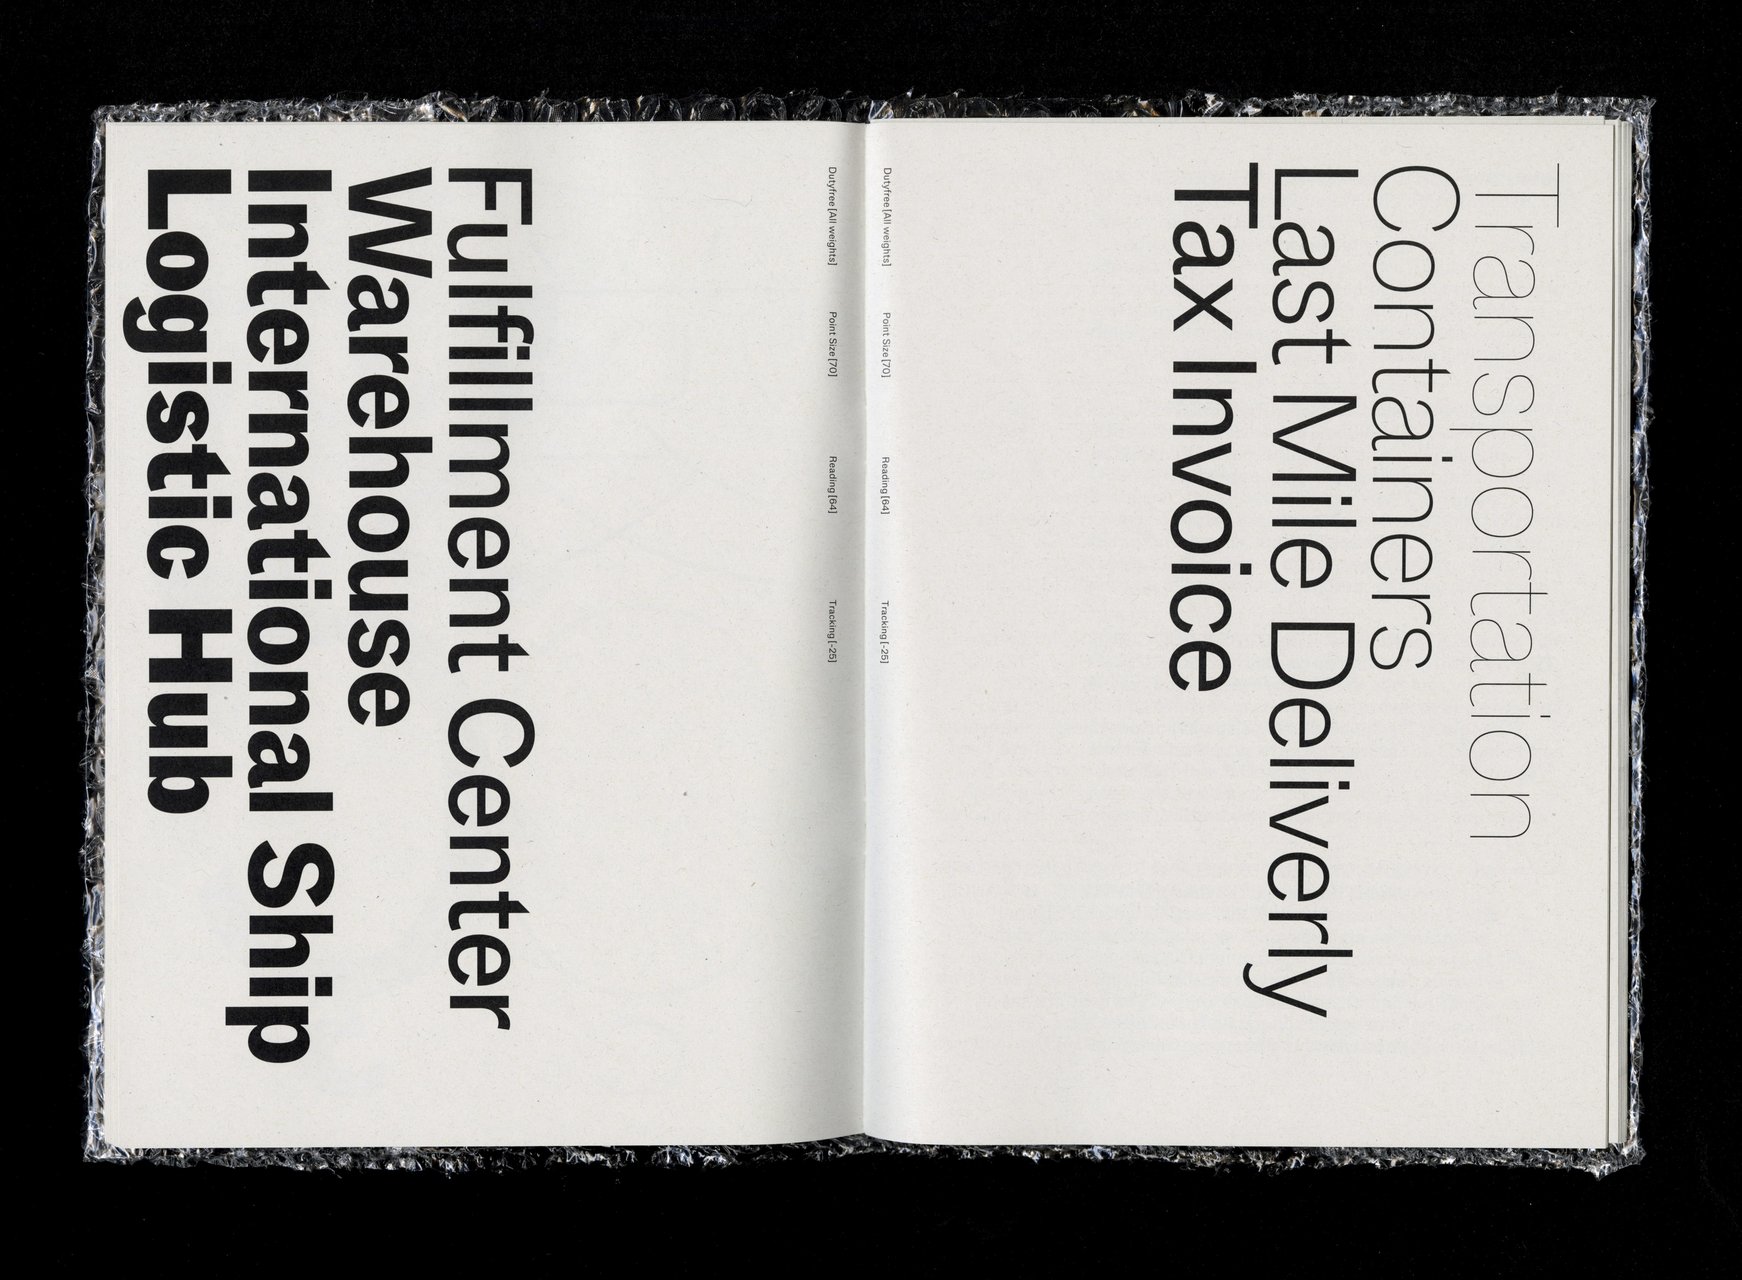 Transportation
Containers
Last Mile Deliverly
Tax Invoice
Dutyfree [All weights] Point Size [70] Reading [64] Tracking [-25]
Dutyfree [All weights] Point Size [70] Reading [64] Tracking [-25]
Fulfillment Center
Warehouse
International Ship
Logistic Hub